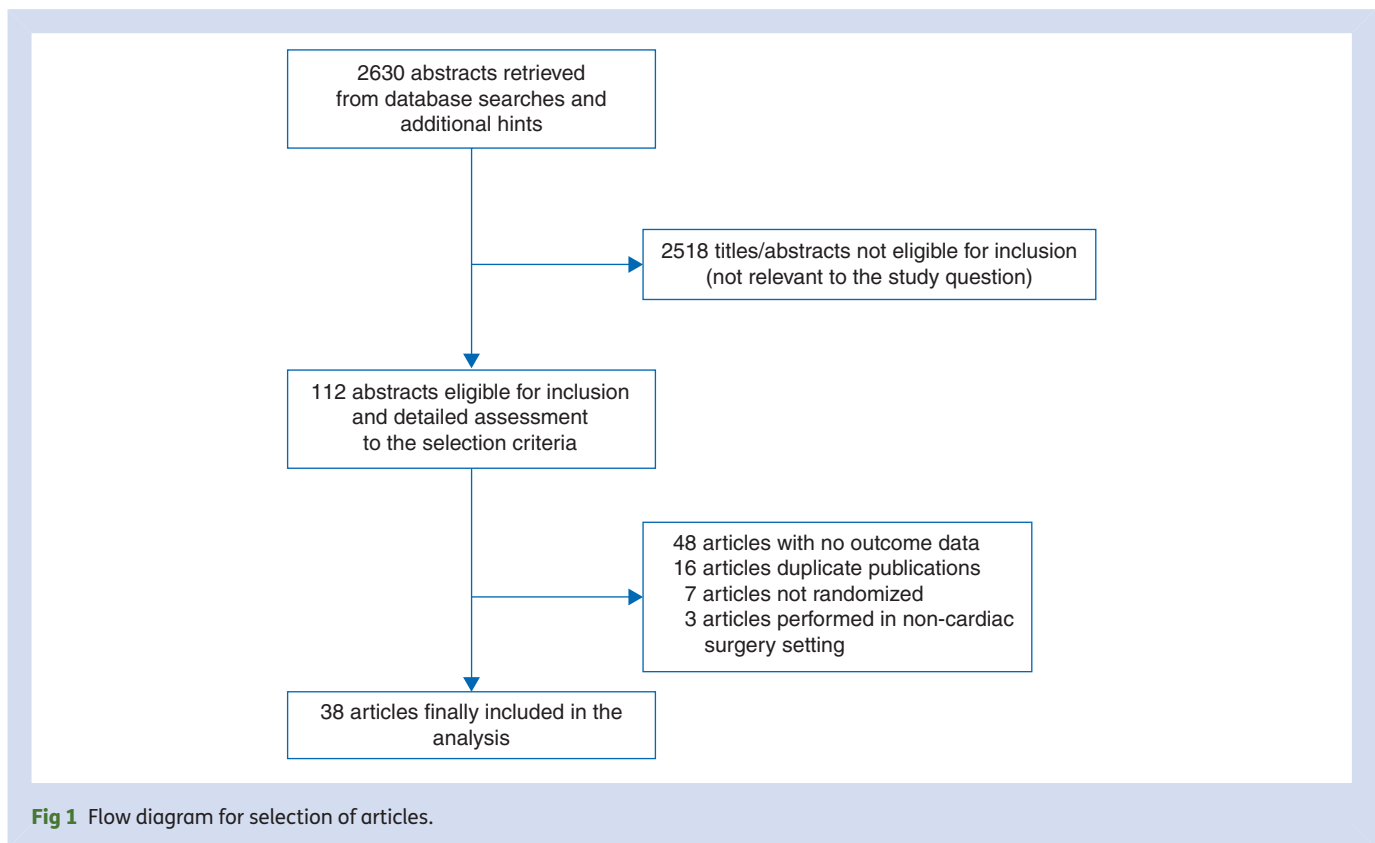 2630 abstracts retrieved
from database searches and
additional hints
2518 titles/abstracts not eligible for inclusion
(not relevant to the study question)
112 abstracts eligible for inclusion
and detailed assessment
to the selection criteria
48 articles with no outcome data
16 articles duplicate publications
7 articles not randomized
3 articles performed in non-cardiac
surgery setting
38 articles finally included in the
analysis
Fig 1 Flow diagram for selection of articles.